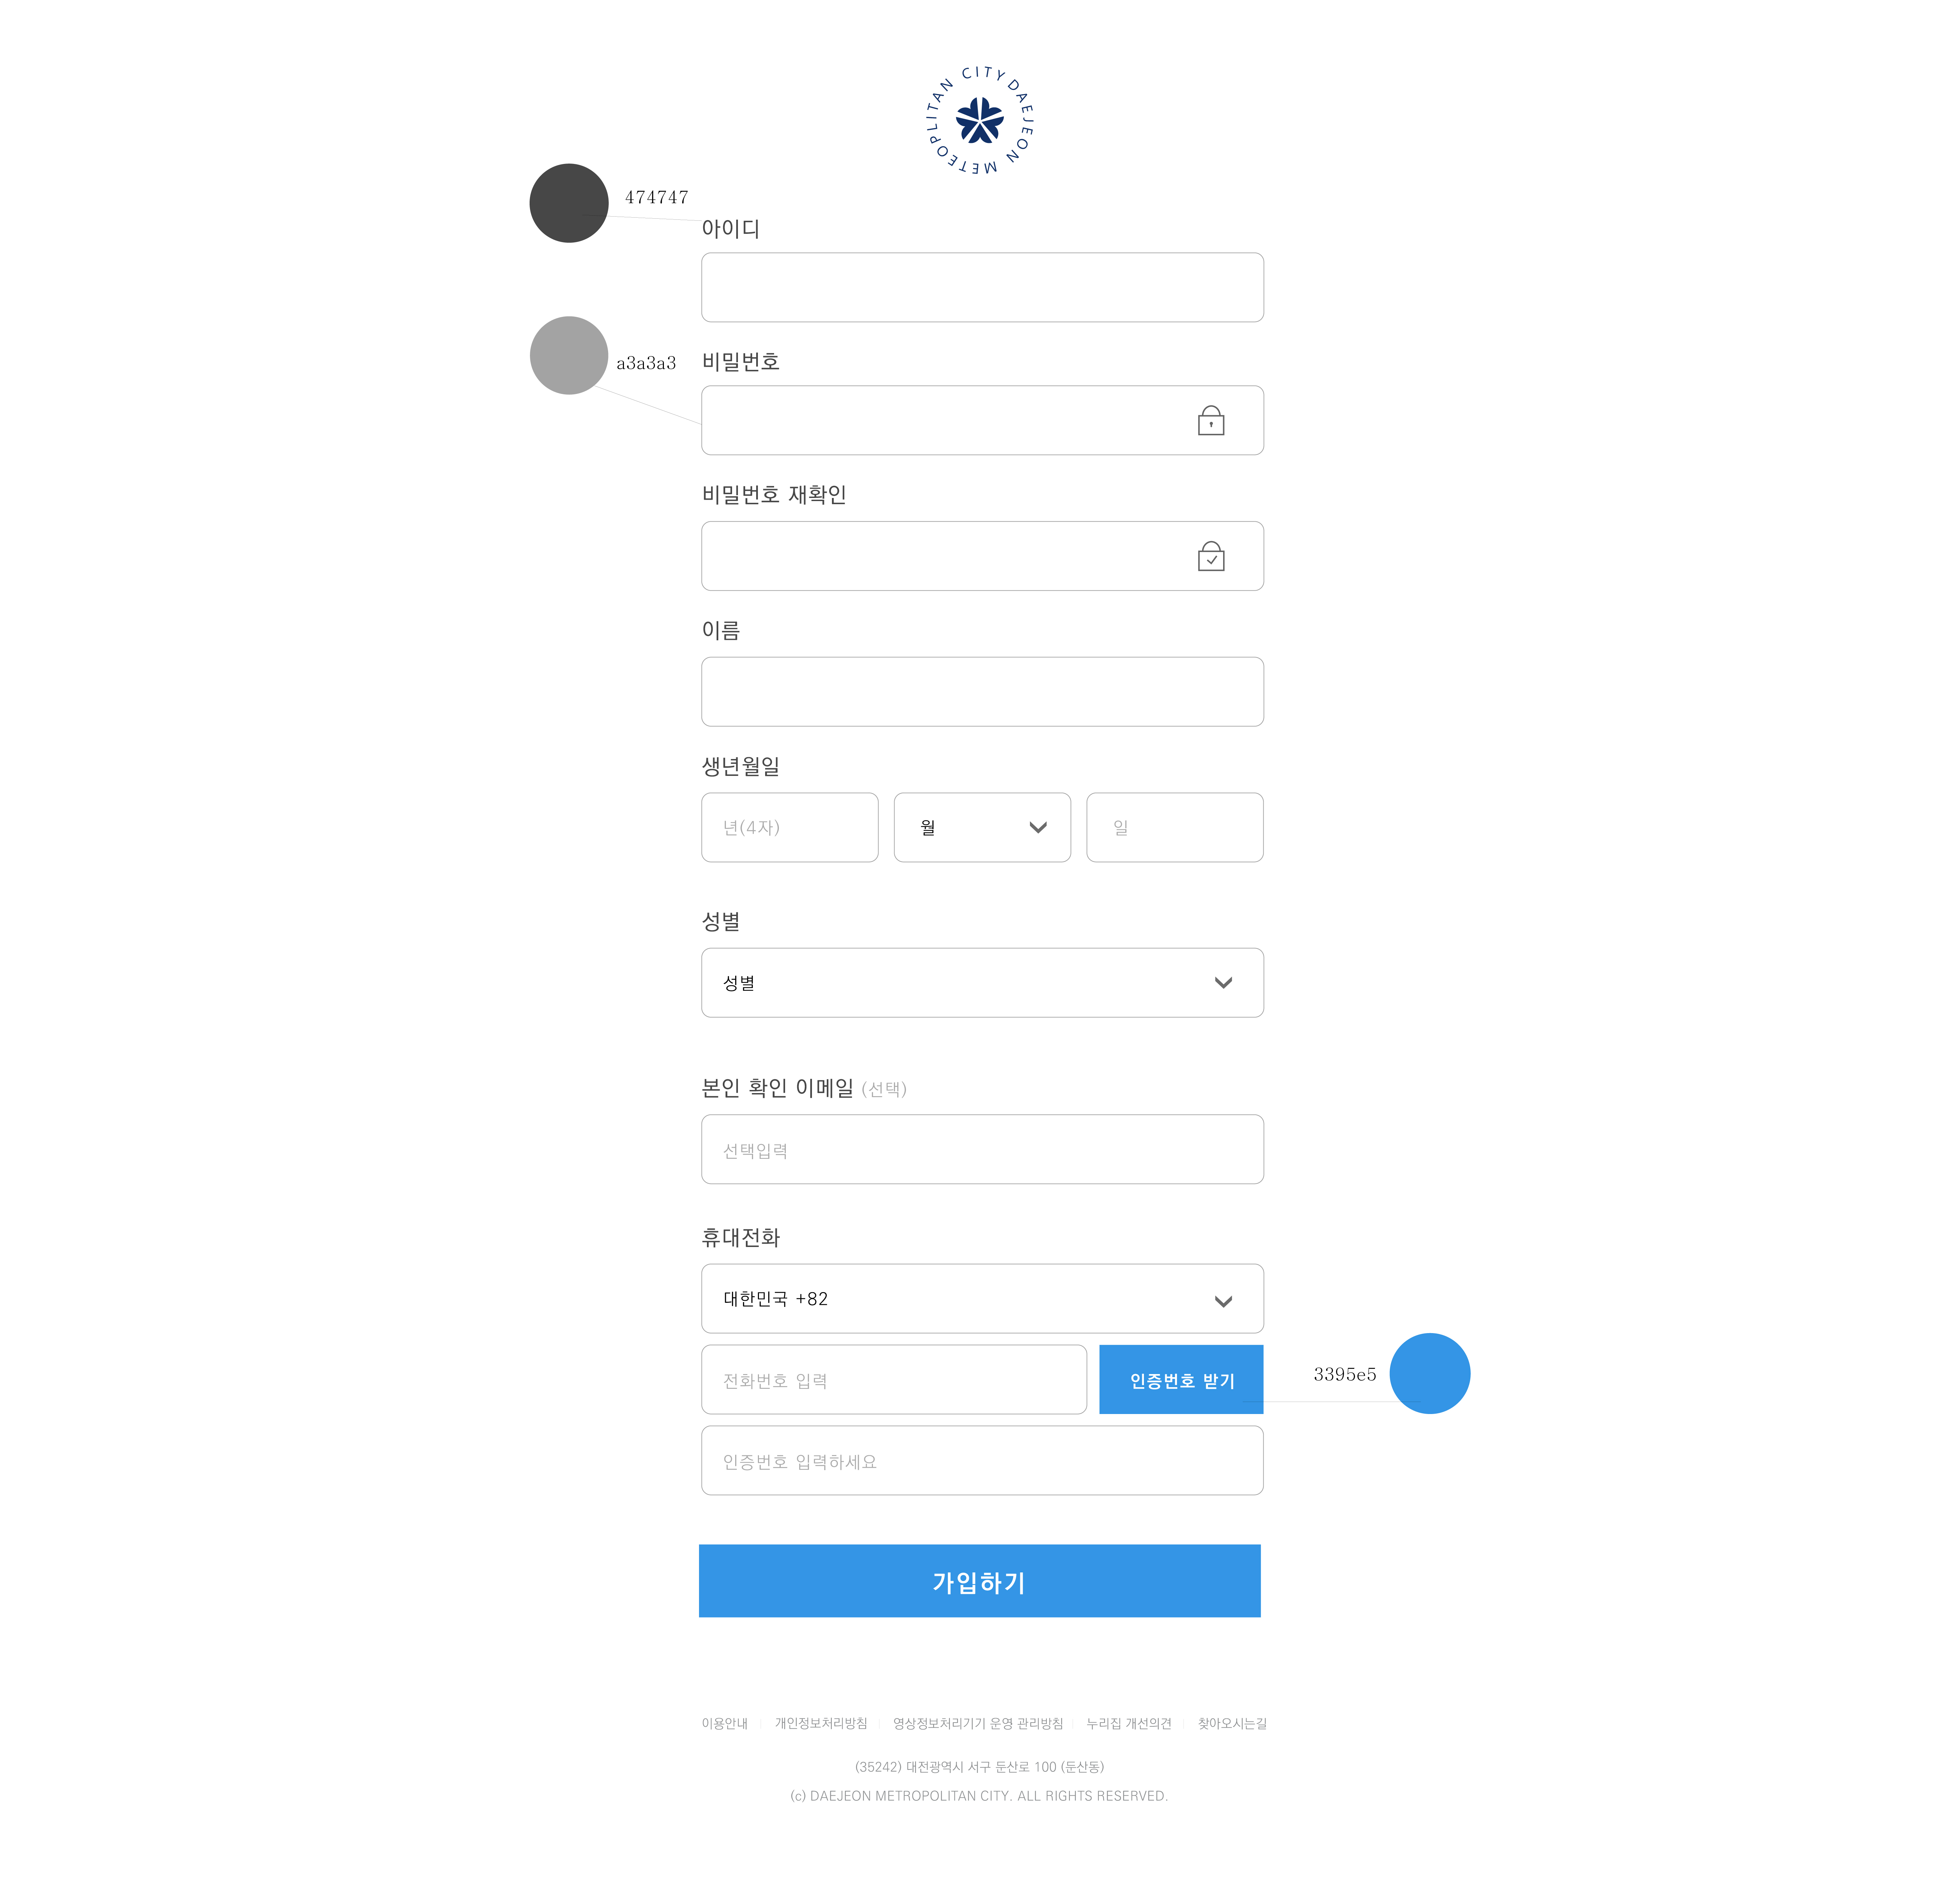 DAEJEON METEOPLITAN CITY
474747
아이디
a3a3a3
비밀번호
비밀번호 재확인
이름
생년월일
년(4자) 월 일
성별
성별
본인 확인 이메일 (선택)
선택입력
휴대전화
대한민국 +82
전화번호 입력 인증번호 받기 3395e5
인증번호 입력하세요
가입하기
이용안내 개인정보처리방침 영상정보처리기기 운영 관리방침 누리집 개선의견 찾아오시는길
(35242) 대전광역시 서구 둔산로 100 (둔산동)
(c) DAEJEON METROPOLITAN CITY. ALL RIGHTS RESERVED.